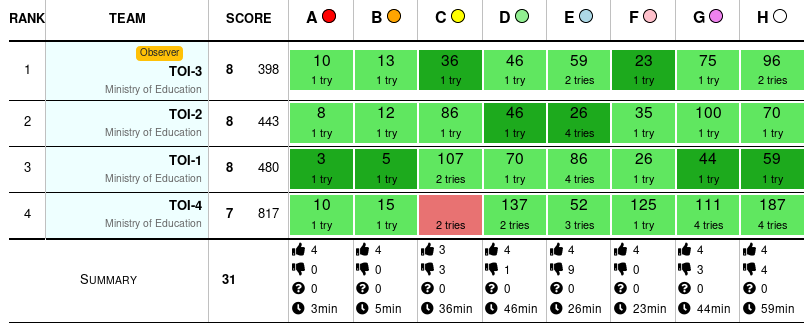 RANK TEAM SCORE A B C D E F G H
Observer
1 TOI-3 8 398 10 13 36 46 59 23 75 96
Ministry of Education 1 try 1 try 1 try 1 try 2 tries 1 try 1 try 2 tries
2 TOI-2 8 443 8 12 86 46 26 35 100 70
Ministry of Education 1 try 1 try 1 try 1 try 4 tries 1 try 1 try 1 try
3 TOI-1 8 480 3 5 107 70 86 26 44 59
Ministry of Education 1 try 1 try 2 tries 1 try 4 tries 1 try 1 try 1 try
4 TOI-4 7 817 10 15 137 52 125 111 187
Ministry of Education 1 try 1 try 2 tries 2 tries 3 tries 1 try 4 tries 4 tries
SUMMARY 31
4 4 3 4 4 4 4 4
0 0 3 1 9 0 3 4
0 0 0 0 0 0 0 0
3min 5min 36min 46min 26min 23min 44min 59min